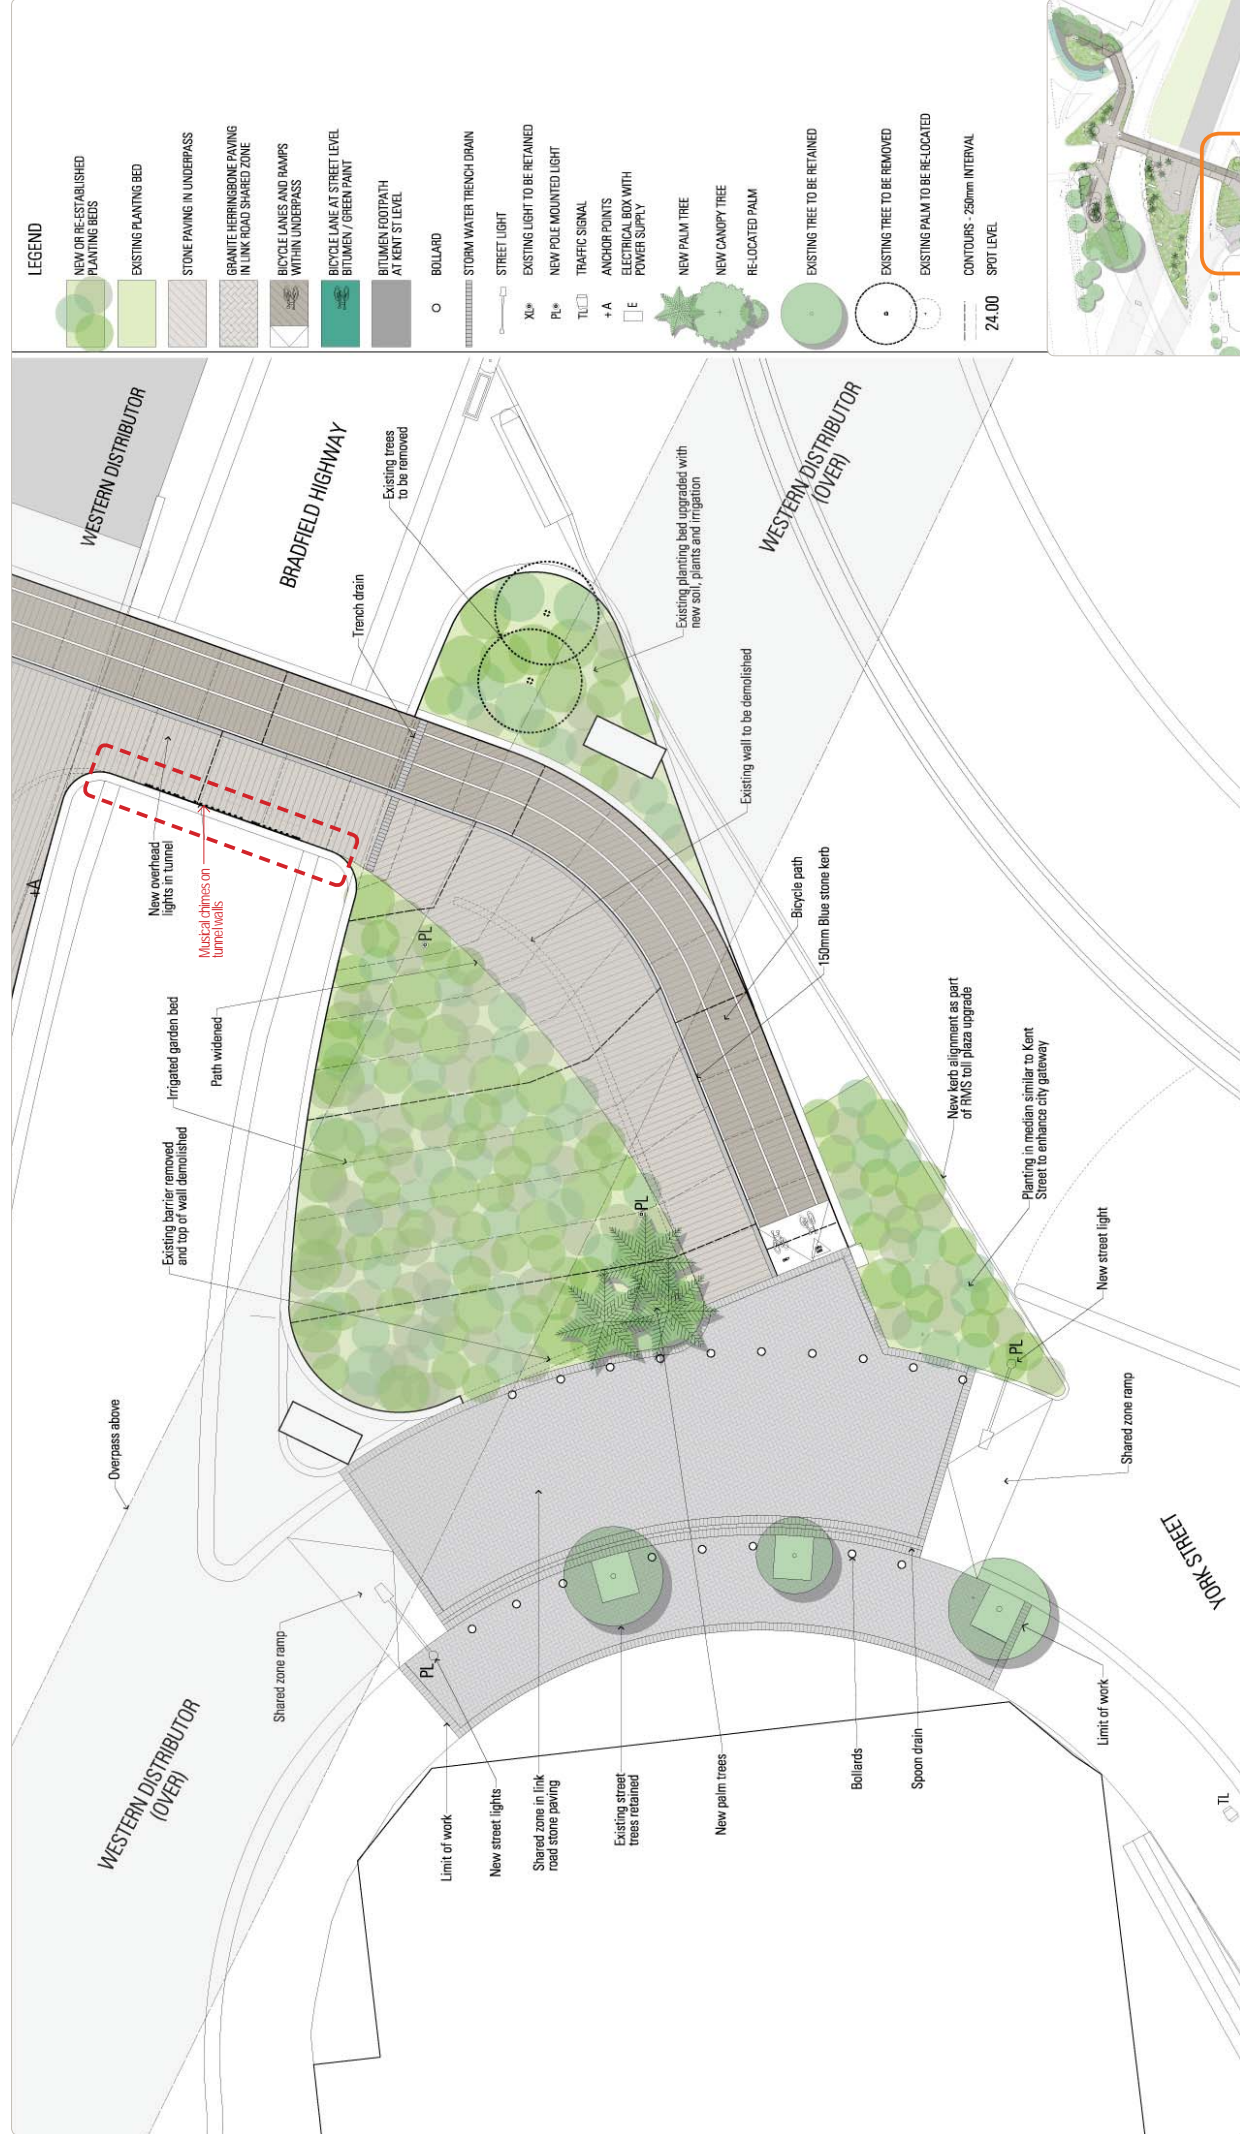 LEGEND
NEW OR RE-ESTABLISHED
PLANTING BEDS
EXISTING PLANTNG BED
STONE PAVING IN UNDERPASS
GRANITE HERRINGBONE PAVING
IN LINK ROAD SHARED ZONE
BICYCLE LANES AND RAMPS
WITHIN UNDERPASS
BICYCLE LANE AT STREET LEVEL
BITUMEN / GREEN PAINT
BITUMEN FOOTPATH
AT KENT ST LEVEL
BOLLARD
STORM WATER TRENCH DRAIN
STREET LIGHT
XL
EXISTING LIGHT TO BE RETAINED
PL
NEW POLE MOUNTED LIGHT
TL
TRAFFIC SIGNAL
+ A
ANCHOR POINTS
E
ELECTRICAL BOX WITH
POWER SUPPLY
NEW PALM TREE
NEW CANOPY TREE
RE-LOCATED PALM
EXISTING TREE TO BE RETAINED
EXISTING TREE TO BE REMOVED
EXISTING PALM TO BE RE-LOCATED
CONTOURS - 250mm INTERVAL
24.00
SPOT LEVEL
WESTERN DISTRIBUTOR
BRADFIELD HIGHWAY
Existing trees
to be removed
Trench drain
WESTERN DISTRIBUTOR
(OVER)
Existing planting bed upgraded with
new soil, plants and irrigation
Existing wall to be demolished
+A
New overhead
lights in tunnel
Musical chimes on
tunnel walls
PL
Bicycle path
150mm Blue stone kerb
Irrigated garden bed
Path widened
Existing barrier removed
and top of wall demolished
PL
New kerb alignment as part
of RMS toll plaza upgrade
Planting in median similar to Kent
Street to enhance city gateway
New street light
PL
Overpass above
Shared zone ramp
YORK STREET
WESTERN DISTRIBUTOR
(OVER)
Shared zone ramp
PL
Limit of work
New street lights
Shared zone in link
road stone paving
Existing street
trees retained
New palm trees
Bollards
Spoon drain
Limit of work
TL